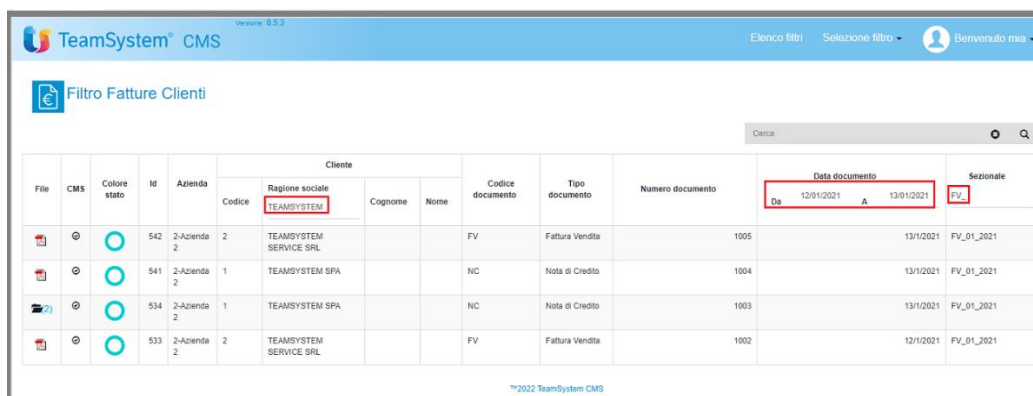 Versione: 8.5.3
TeamSystem® CMS
Elenco filtri Selezione filtro Benvenuto mia
Filtro Fatture Clienti
Cerca
Cliente
File CMS Colore stato Id Azienda Codice Ragione sociale Cognome Nome Codice documento Tipo documento Numero documento Data documento Sezionale
TEAMSYSTEM Da 12/01/2021 A 13/01/2021 FV_
542 2-Azienda 2 2 TEAMSYSTEM SERVICE SRL FV Fattura Vendita 1005 13/1/2021 FV_01_2021
541 2-Azienda 2 1 TEAMSYSTEM SPA NC Nota di Credito 1004 13/1/2021 FV_01_2021
(2) 534 2-Azienda 2 1 TEAMSYSTEM SPA NC Nota di Credito 1003 13/1/2021 FV_01_2021
533 2-Azienda 2 2 TEAMSYSTEM SERVICE SRL FV Fattura Vendita 1002 12/1/2021 FV_01_2021
™2022 TeamSystem CMS